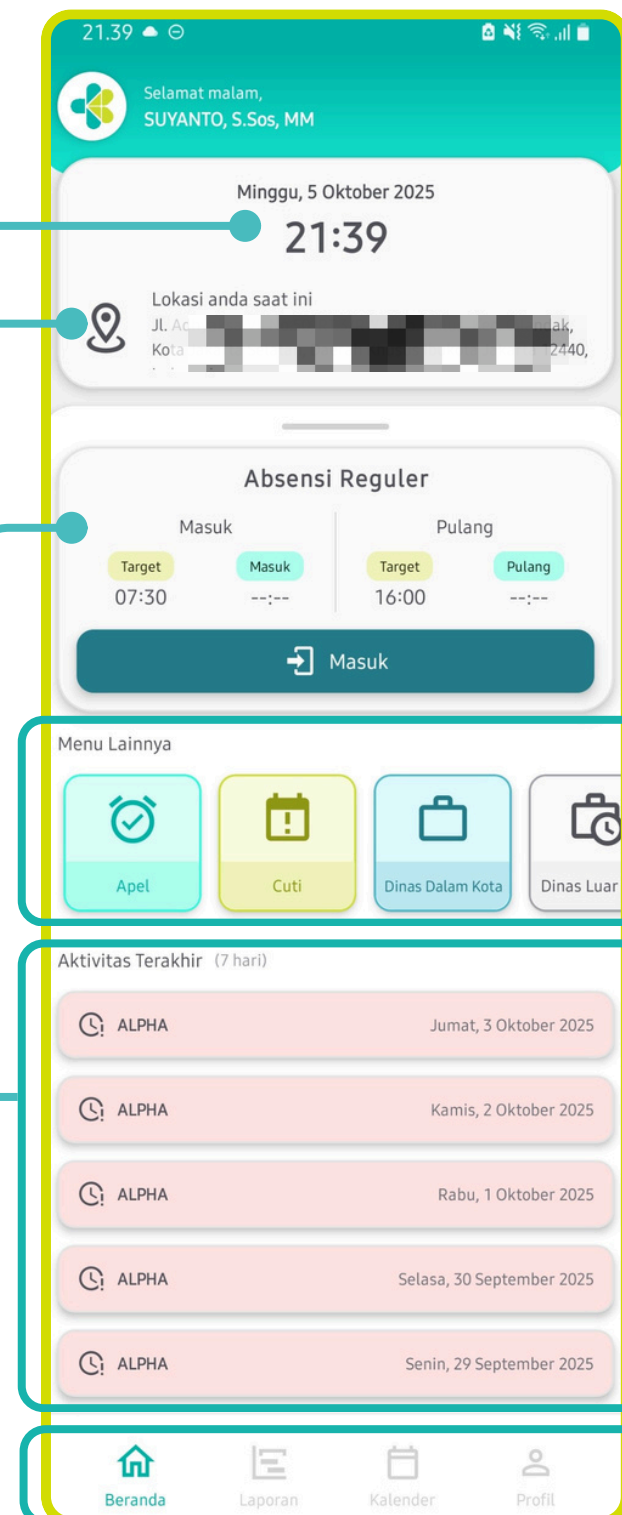 21.39
Selamat malam,
SUYANTO, S.Sos, MM
Minggu, 5 Oktober 2025
21:39
Lokasi anda saat ini
Jl.
2440,
Absensi Reguler
Masuk Pulang
Target Masuk Target Pulang
07:30 --:-- 16:00 --:--
Masuk
Menu Lainnya
Apel Cuti Dinas Dalam Kota Dinas Luar
Aktivitas Terakhir (7 hari)
ALPHA Jumat, 3 Oktober 2025
ALPHA Kamis, 2 Oktober 2025
ALPHA Rabu, 1 Oktober 2025
ALPHA Selasa, 30 September 2025
ALPHA Senin, 29 September 2025
Beranda Laporan Kalender Profil